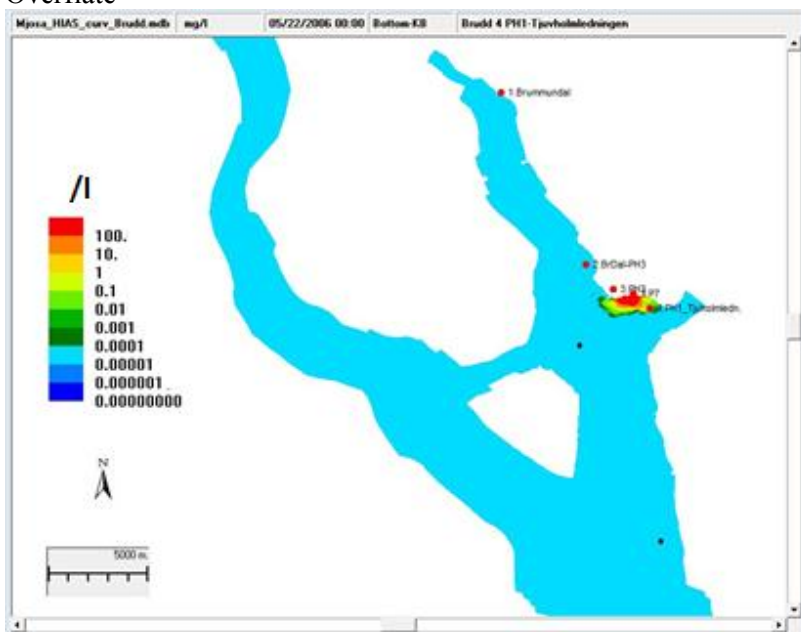 Overflate
Mjosa_HIAS_curv_Brudd.mdb mg/l 05/22/2006 00:00 Bottom-K8 Brudd 4 PH1-Tjuvholmledningen
1.Brummundal
/l
100.
10.
1
0.1
0.01
0.001
0.0001
0.00001
0.000001
0.00000000
2.BrDal-PH3
3.PH3
N
5000 m.